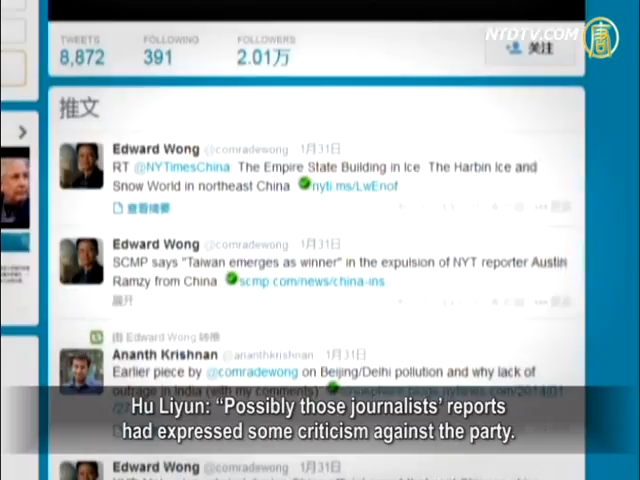 NTDTV.COM
TWEETS FOLLOWING FOLLOWERS
8,872 391 2.01万
关注
推文
Edward Wong @comradewong 1月31日
RT @NYTimesChina The Empire State Building in Ice The Harbin Ice and
Snow World in northeast China nyti.ms/LwEnof
查看摘要
Edward Wong @comradewong 1月31日
SCMP says "Taiwan emerges as winner" in the expulsion of NYT reporter Austin
Ramzy from China scmp.com/news/china-ins
展开
由 Edward Wong 转推
Ananth Krishnan @ananthkrishnan 1月31日
Earlier piece by @comradewong on Beijing/Delhi pollution and why lack of
outrage in India (with my comments)
Hu Liyun: “Possibly those journalists’ reports
had expressed some criticism against the party.
Edward Wong @comradewong 1月31日